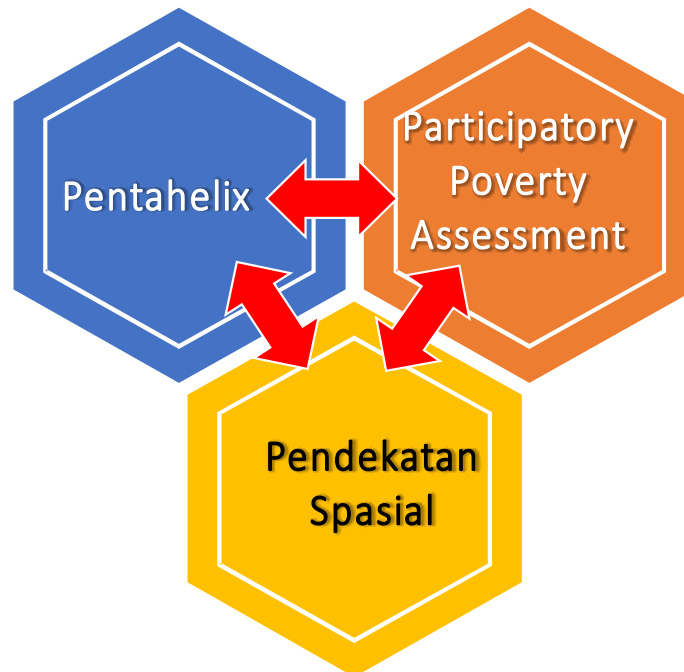 Pentahelix
Participatory
Poverty
Assessment
Pendekatan
Spasial